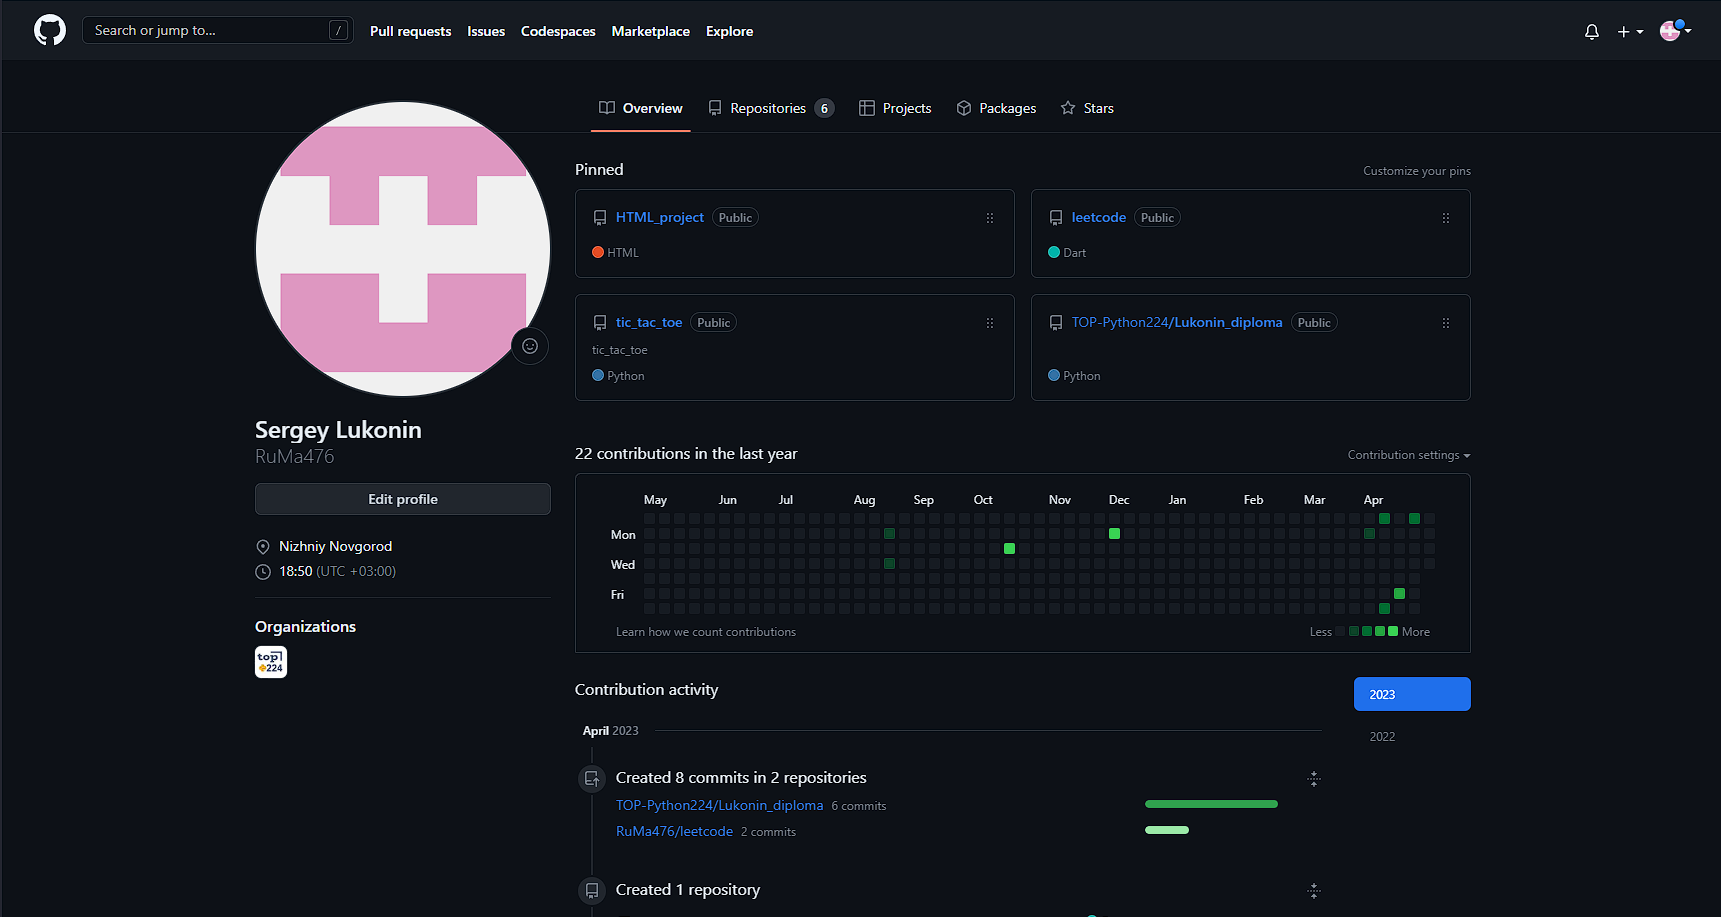 Search or jump to... / Pull requests Issues Codespaces Marketplace Explore
Overview Repositories 6 Projects Packages Stars
Sergey Lukonin
RuMa476
Edit profile
Nizhniy Novgorod
18:50 (UTC +03:00)
Organizations
top
224
Pinned Customize your pins
HTML_project Public
HTML
leetcode Public
Dart
tic_tac_toe Public
tic_tac_toe
Python
TOP-Python224/Lukonin_diploma Public
Python
22 contributions in the last year Contribution settings
May Jun Jul Aug Sep Oct Nov Dec Jan Feb Mar Apr
Mon
Wed
Fri
Learn how we count contributions Less More
Contribution activity
2023
2022
April 2023
Created 8 commits in 2 repositories
TOP-Python224/Lukonin_diploma 6 commits
RuMa476/leetcode 2 commits
Created 1 repository